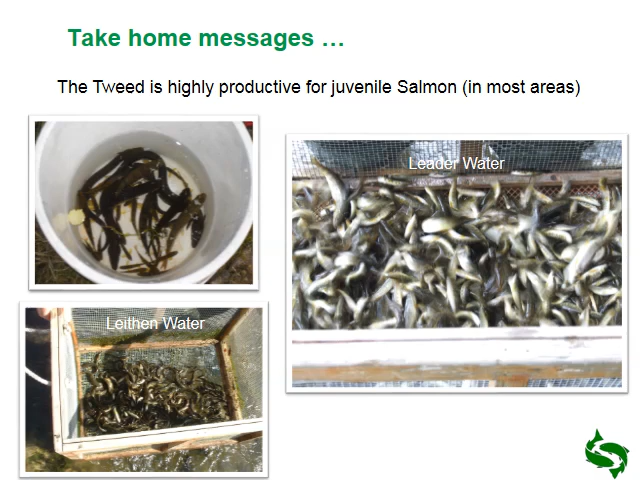 Take home messages …
The Tweed is highly productive for juvenile Salmon (in most areas)
Leader Water
Leithen Water